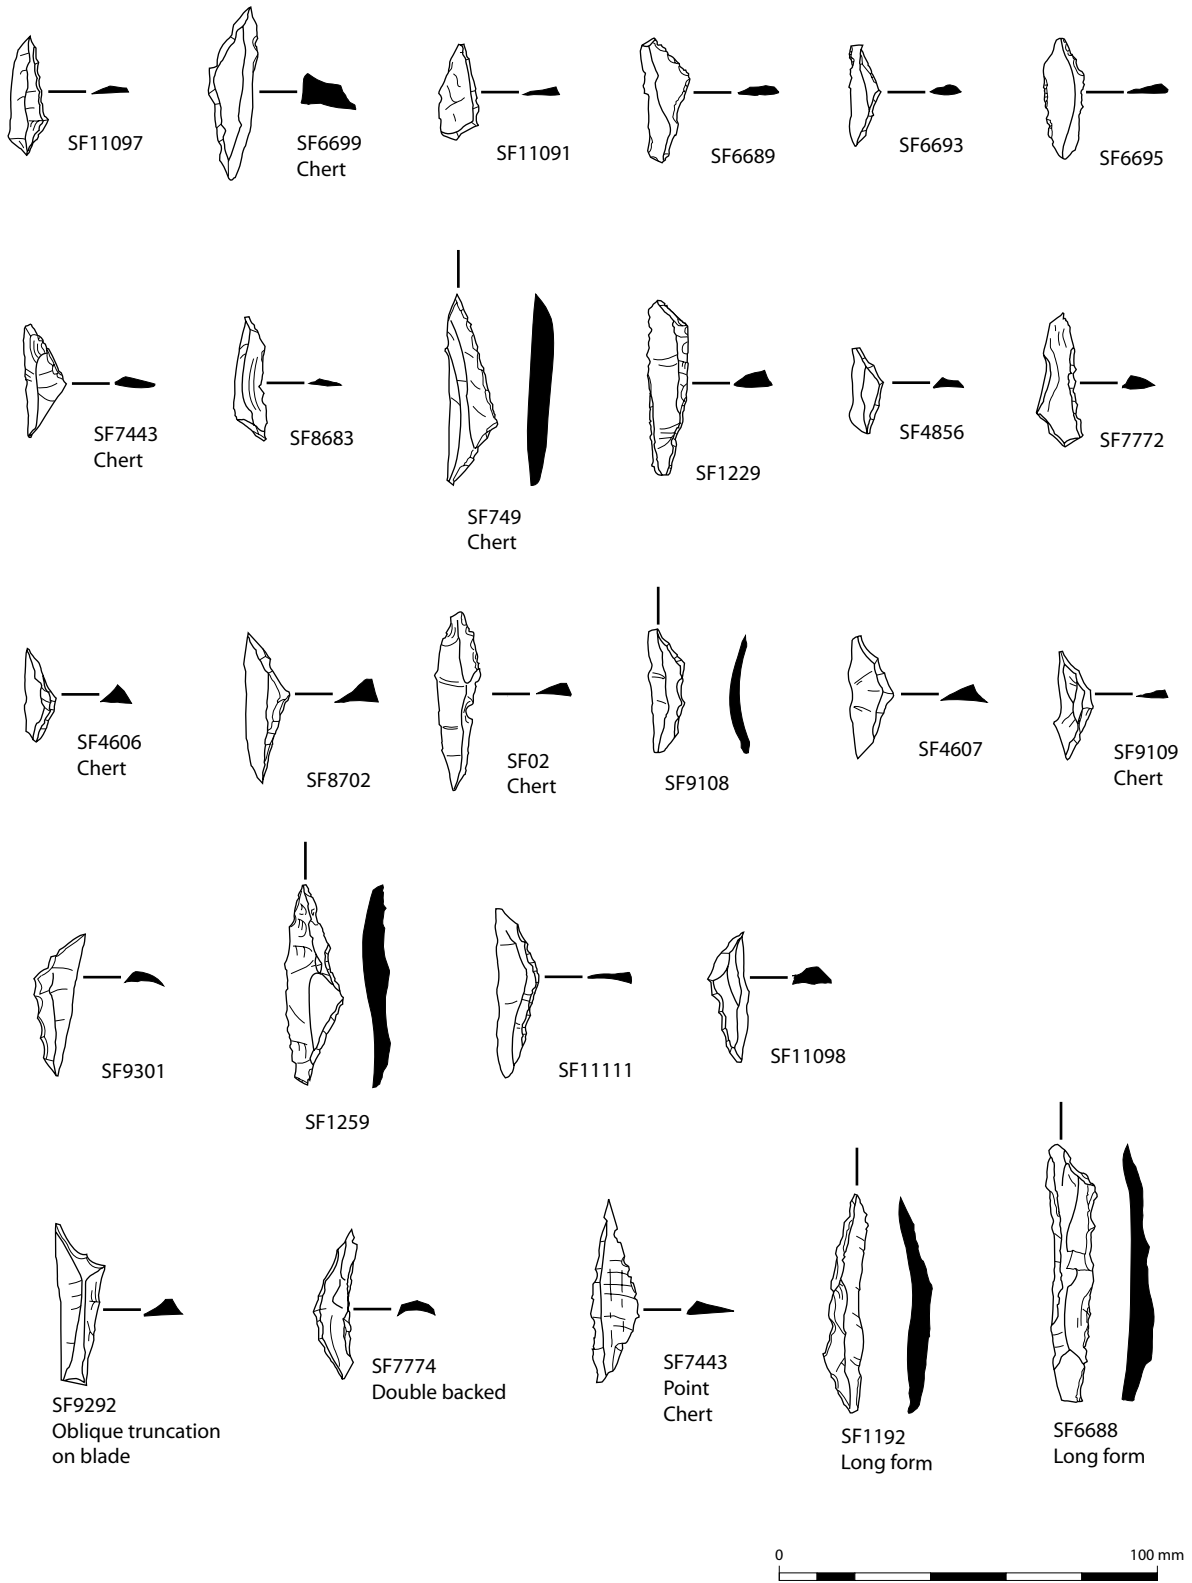 SF11097
SF6699
Chert
SF11091
SF6689
SF6693
SF6695
SF7443
Chert
SF8683
SF749
Chert
SF1229
SF4856
SF7772
SF4606
Chert
SF8702
SF02
Chert
SF9108
SF4607
SF9109
Chert
SF9301
SF1259
SF11111
SF11098
SF9292
Oblique truncation
on blade
SF7774
Double backed
SF7443
Point
Chert
SF1192
Long form
SF6688
Long form
0
100 mm